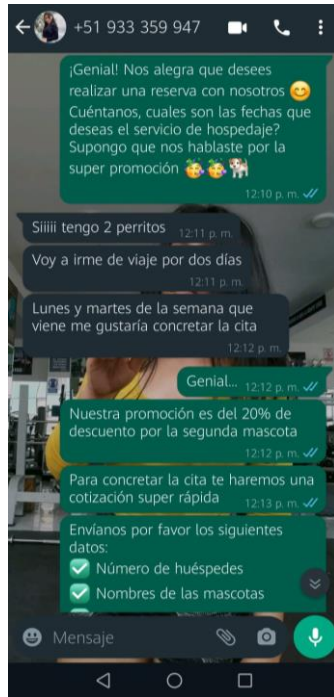 +51 933 359 947
¡Genial! Nos alegra que desees
realizar una reserva con nosotros 😊
Cuéntanos, cuales son las fechas que
deseas el servicio de hospedaje?
Supongo que nos hablaste por la
super promoción 🥳🥳🐕
12:10 p. m.
Siiiii tengo 2 perritos 12:11 p. m.
Voy a irme de viaje por dos días
12:11 p. m.
Lunes y martes de la semana que
viene me gustaría concretar la cita
12:12 p. m.
Genial... 12:12 p. m.
Nuestra promoción es del 20% de
descuento por la segunda mascota
12:12 p. m.
Para concretar la cita te haremos una
cotización super rápida 12:13 p. m.
Envíanos por favor los siguientes
datos:
✅ Número de huéspedes
✅ Nombres de las mascotas
Mensaje